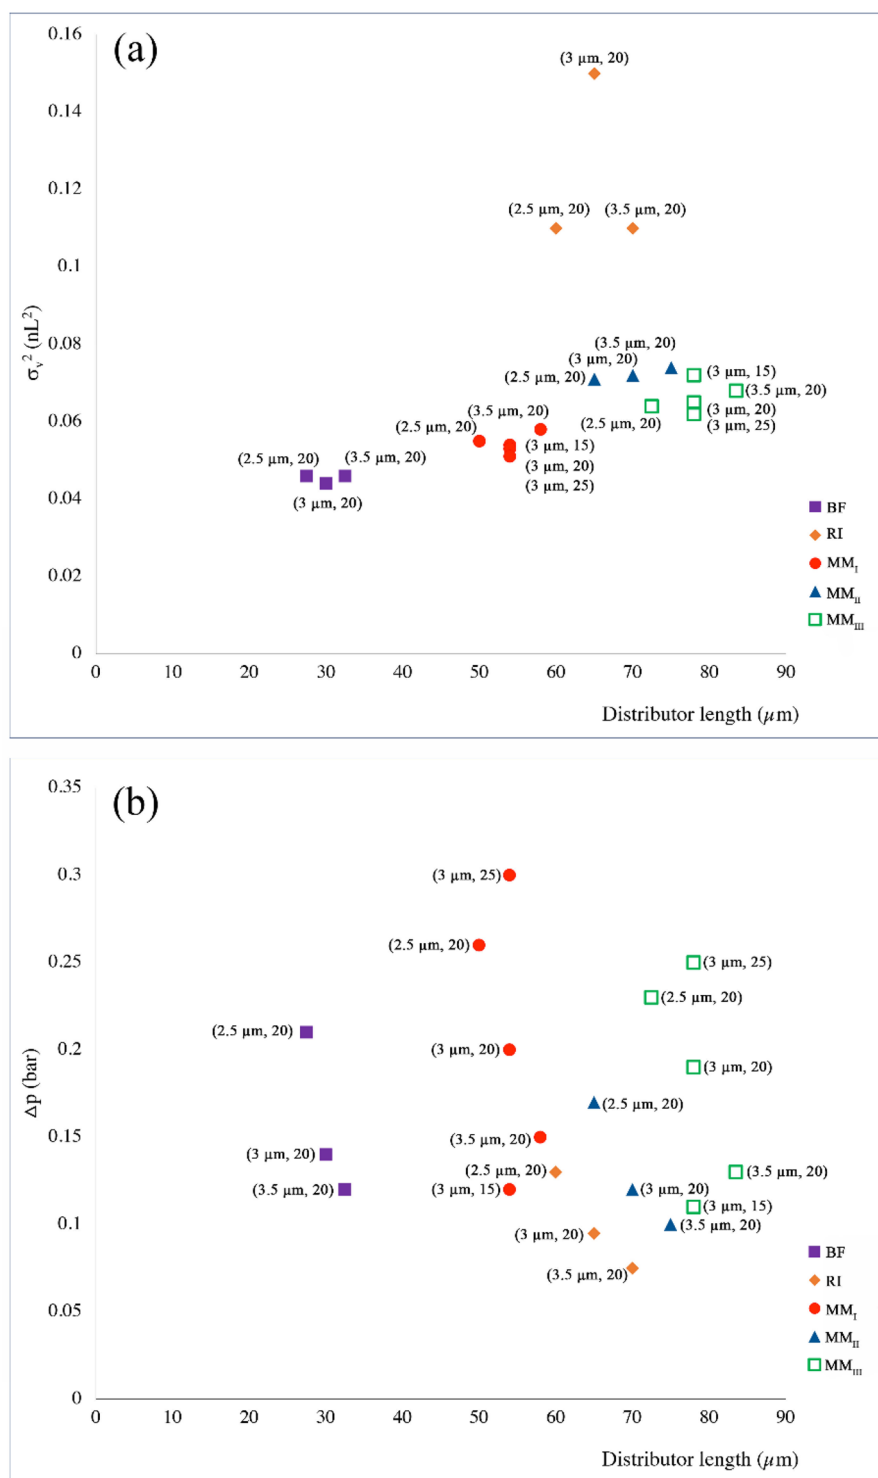 (a)
0.16
0.14
0.12
0.1
0.08
0.06
0.04
0.02
0
σv² (nL²)
(3 µm, 20)
(2.5 µm, 20) (3.5 µm, 20)
(3.5 µm, 20)
(3 µm, 20)
(2.5 µm, 20)
(3 µm, 15)
(3.5 µm, 20)
(3 µm, 20)
(3 µm, 25)
(2.5 µm, 20)
(3.5 µm, 20)
(2.5 µm, 20)
(3 µm, 15)
(3 µm, 20)
(3 µm, 25)
(2.5 µm, 20) (3.5 µm, 20)
(3 µm, 20)
BF
RI
MM_I
MM_II
MM_III
0 10 20 30 40 50 60 70 80 90
Distributor length (µm)
(b)
0.35
0.3
0.25
0.2
0.15
0.1
0.05
0
Δp (bar)
(3 µm, 25)
(2.5 µm, 20)
(3 µm, 25)
(2.5 µm, 20)
(2.5 µm, 20)
(3 µm, 20)
(3 µm, 20)
(2.5 µm, 20)
(3.5 µm, 20)
(3 µm, 20)
(2.5 µm, 20)
(3.5 µm, 20)
(3.5 µm, 20)
(3 µm, 15)
(3 µm, 20)
(3 µm, 15)
(3 µm, 20)
(3.5 µm, 20)
(3.5 µm, 20)
BF
RI
MM_I
MM_II
MM_III
0 10 20 30 40 50 60 70 80 90
Distributor length (µm)